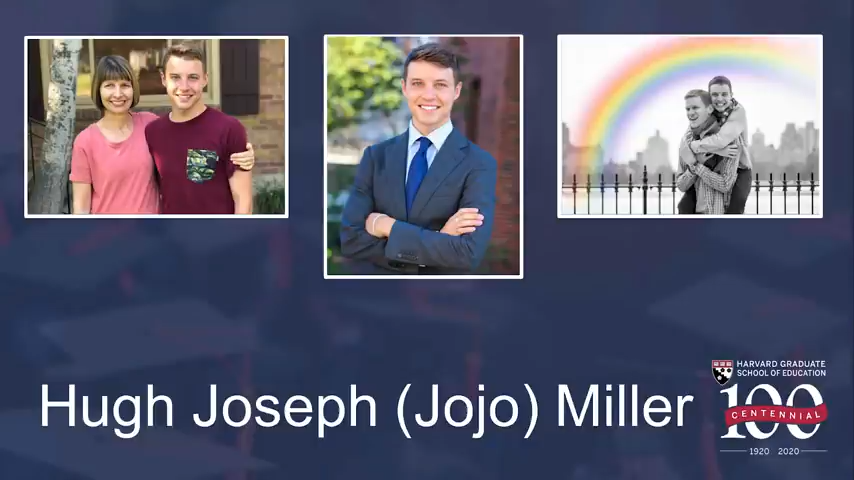 Hugh Joseph (Jojo) Miller
HARVARD GRADUATE
SCHOOL OF EDUCATION
100
CENTENNIAL
1920 2020